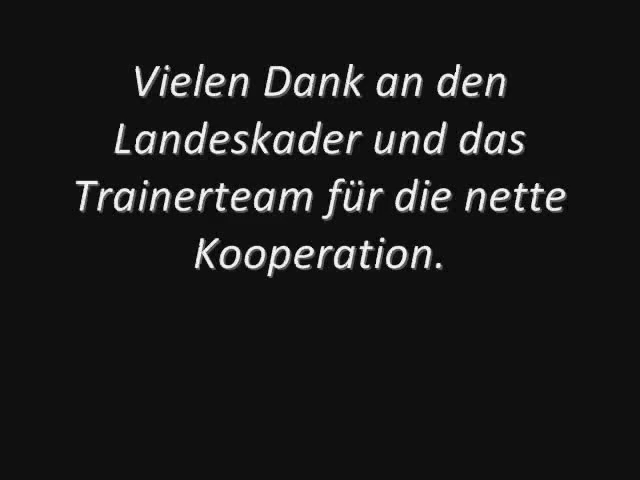 Vielen Dank an den
Landeskader und das
Trainerteam für die nette
Kooperation.